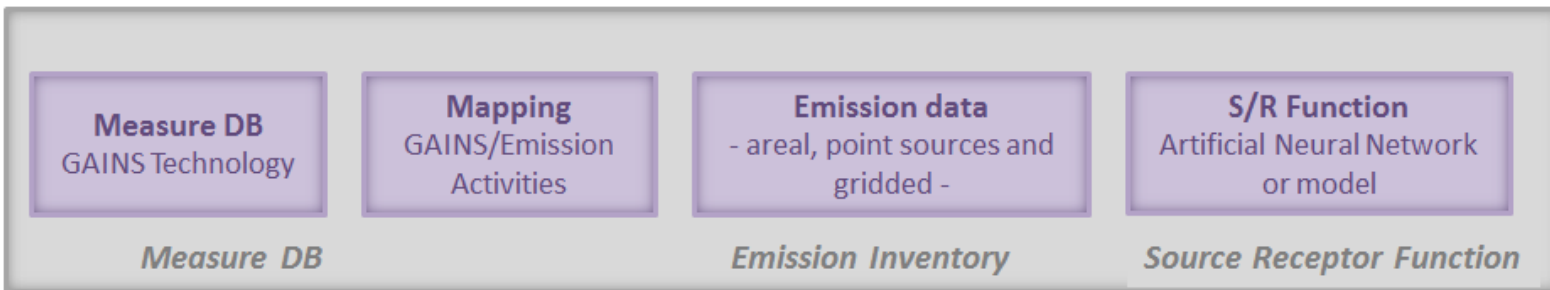 Measure DB
GAINS Technology
Mapping
GAINS/Emission
Activities
Emission data
- areal, point sources and
gridded -
S/R Function
Artificial Neural Network
or model
Measure DB
Emission Inventory
Source Receptor Function